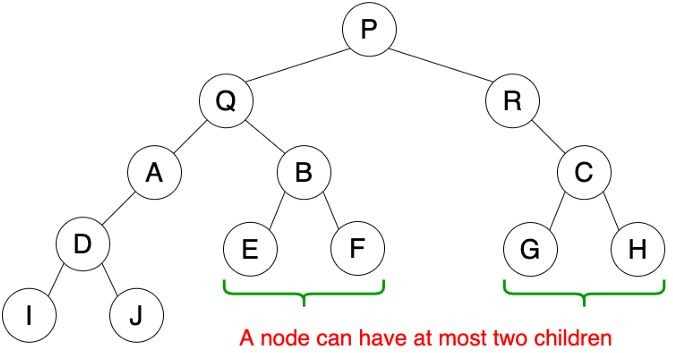 P
Q R
A B C
D E F G H
I J
A node can have at most two children